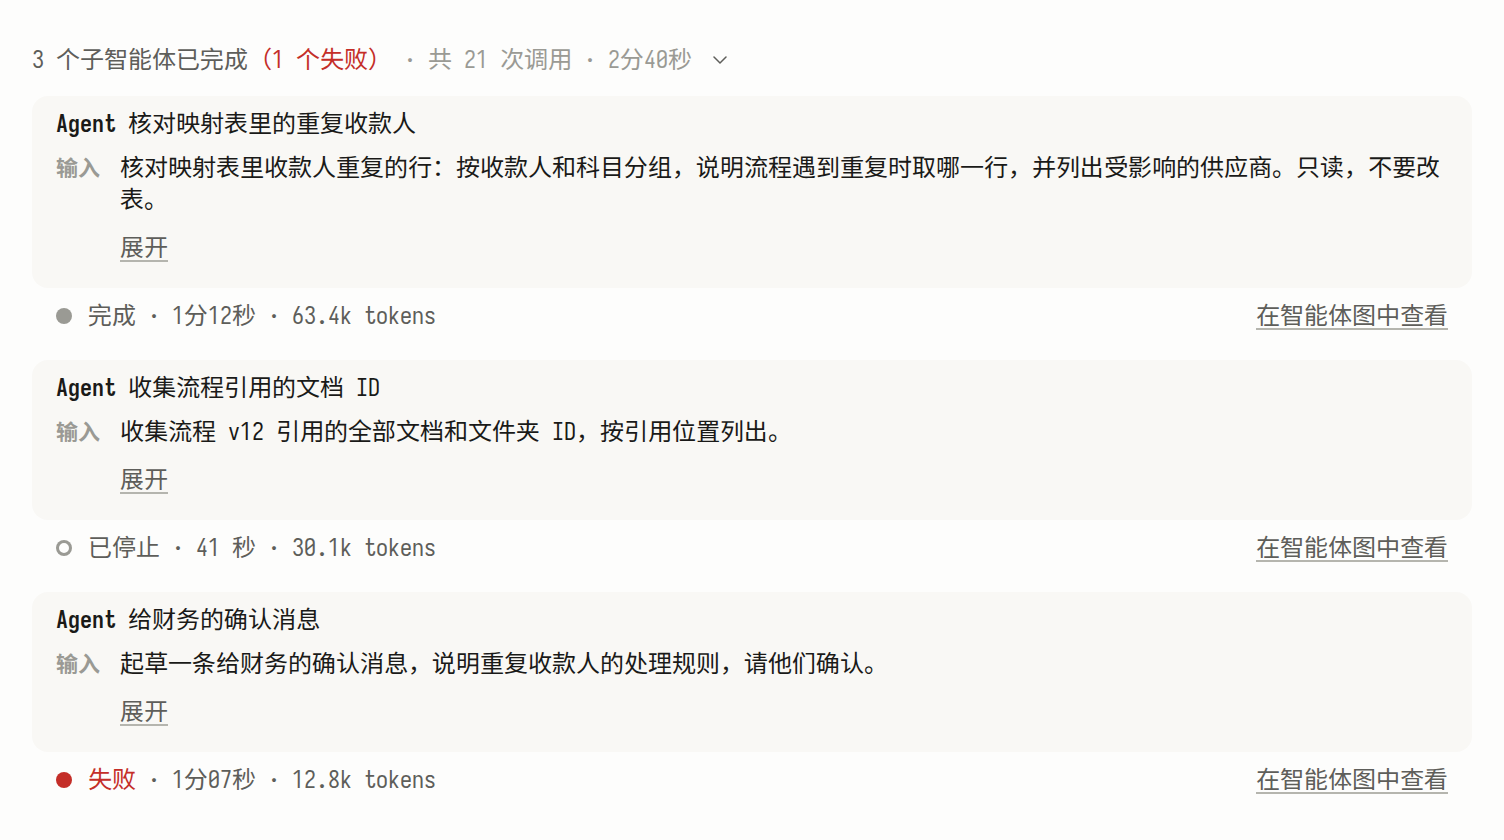 3 个子智能体已完成（1 个失败） · 共 21 次调用 · 2分40秒
Agent 核对映射表里的重复收款人
输入 核对映射表里收款人重复的行：按收款人和科目分组，说明流程遇到重复时取哪一行，并列出受影响的供应商。只读，不要改
表。
展开
完成 · 1分12秒 · 63.4k tokens 在智能体图中查看
Agent 收集流程引用的文档 ID
输入 收集流程 v12 引用的全部文档和文件夹 ID，按引用位置列出。
展开
已停止 · 41 秒 · 30.1k tokens 在智能体图中查看
Agent 给财务的确认消息
输入 起草一条给财务的确认消息，说明重复收款人的处理规则，请他们确认。
展开
失败 · 1分07秒 · 12.8k tokens 在智能体图中查看